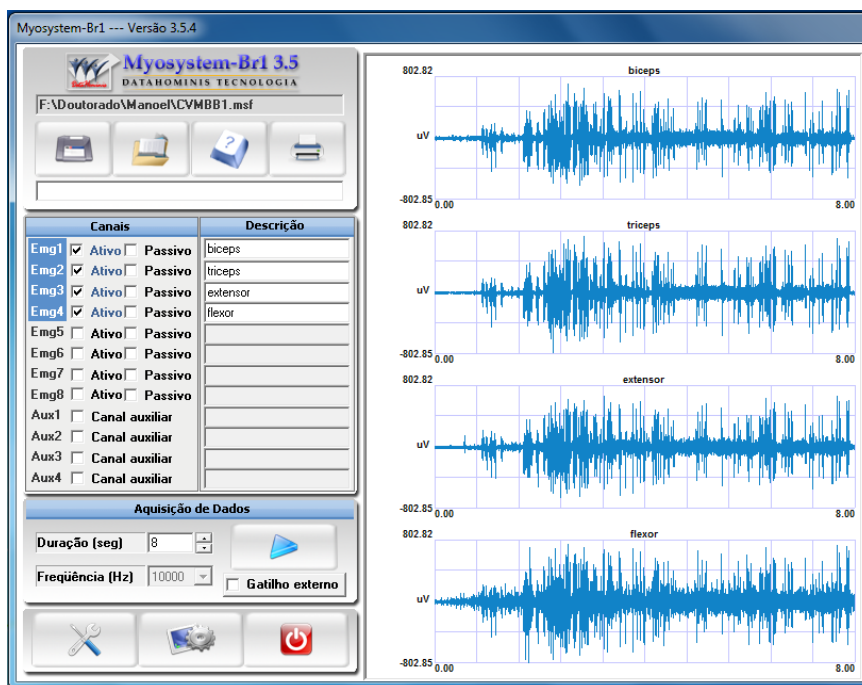 Myosystem-Br1 --- Versão 3.5.4
Myosystem-Br1 3.5
DATAHOMINIS TECNOLOGIA
F:\Doutorado\Manoel\CVMBB1.msf
?
Canais Descrição
Emg1 Ativo Passivo biceps
Emg2 Ativo Passivo triceps
Emg3 Ativo Passivo extensor
Emg4 Ativo Passivo flexor
Emg5 Ativo Passivo
Emg6 Ativo Passivo
Emg7 Ativo Passivo
Emg8 Ativo Passivo
Aux1 Canal auxiliar
Aux2 Canal auxiliar
Aux3 Canal auxiliar
Aux4 Canal auxiliar
Aquisição de Dados
Duração (seg) 8
Freqüência (Hz) 10000
Gatilho externo
802.82 biceps
uV
-802.85 0.00 8.00
802.82 triceps
uV
-802.85 0.00 8.00
802.82 extensor
uV
-802.85 0.00 8.00
802.82 flexor
uV
-802.85 0.00 8.00